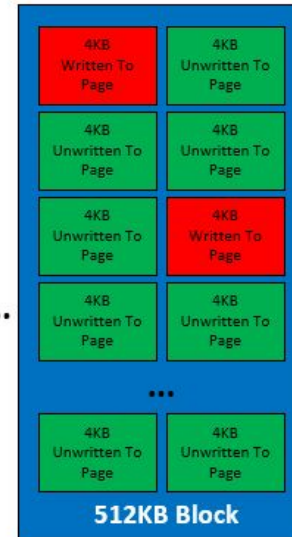 4KB
Written To
Page
4KB
Unwritten To
Page
4KB
Unwritten To
Page
4KB
Unwritten To
Page
4KB
Unwritten To
Page
4KB
Written To
Page
4KB
Unwritten To
Page
4KB
Unwritten To
Page
...
...
4KB
Unwritten To
Page
4KB
Unwritten To
Page
512KB Block